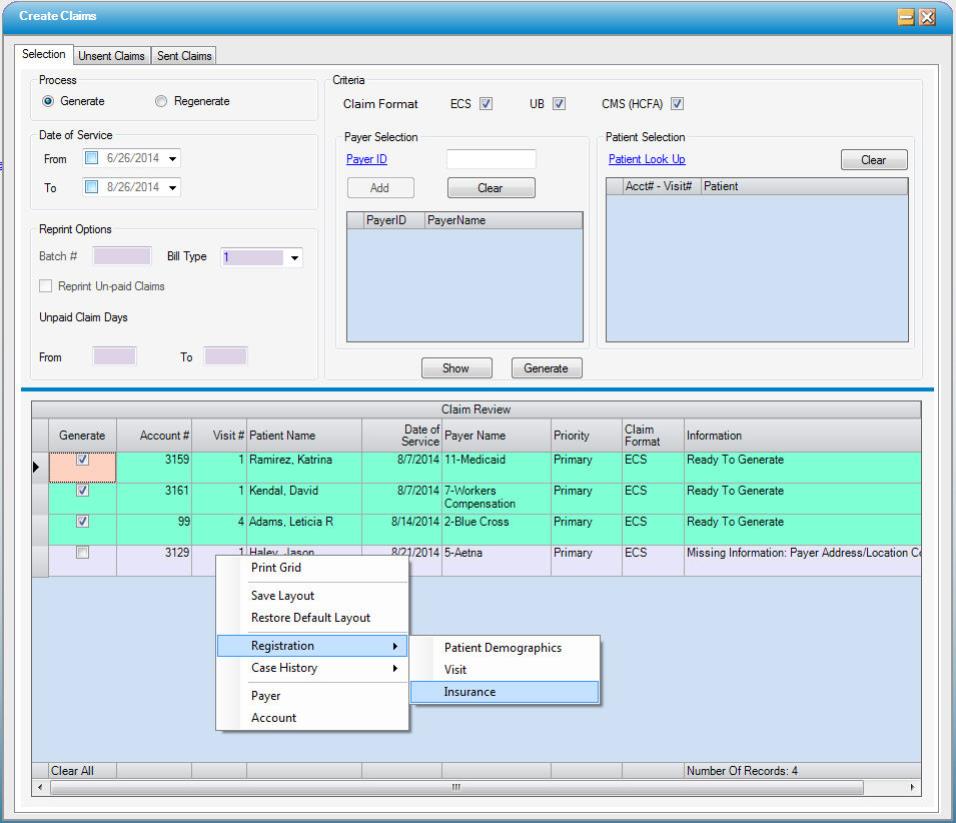 Create Claims
Selection Unsent Claims Sent Claims
Process
Generate Regenerate
Date of Service
From 6/26/2014
To 8/26/2014
Reprint Options
Batch # Bill Type 1
Reprint Un-paid Claims
Unpaid Claim Days
From To
Criteria
Claim Format ECS UB CMS (HCFA)
Payer Selection
Payer ID
Add Clear
PayerID PayerName
Patient Selection
Patient Look Up Clear
Acct# - Visit# Patient
Show Generate
Claim Review
Generate Account # Visit # Patient Name Date of Service Payer Name Priority Claim Format Information
3159 1 Ramirez, Katrina 8/7/2014 11-Medicaid Primary ECS Ready To Generate
3161 1 Kendal, David 8/7/2014 7-Workers Compensation Primary ECS Ready To Generate
99 4 Adams, Leticia R 8/14/2014 2-Blue Cross Primary ECS Ready To Generate
3129 1 Haley, Jason 8/21/2014 5-Aetna Primary ECS Missing Information: Payer Address/Location Co
Print Grid
Save Layout
Restore Default Layout
Registration
Case History
Payer
Account
Patient Demographics
Visit
Insurance
Clear All Number Of Records: 4